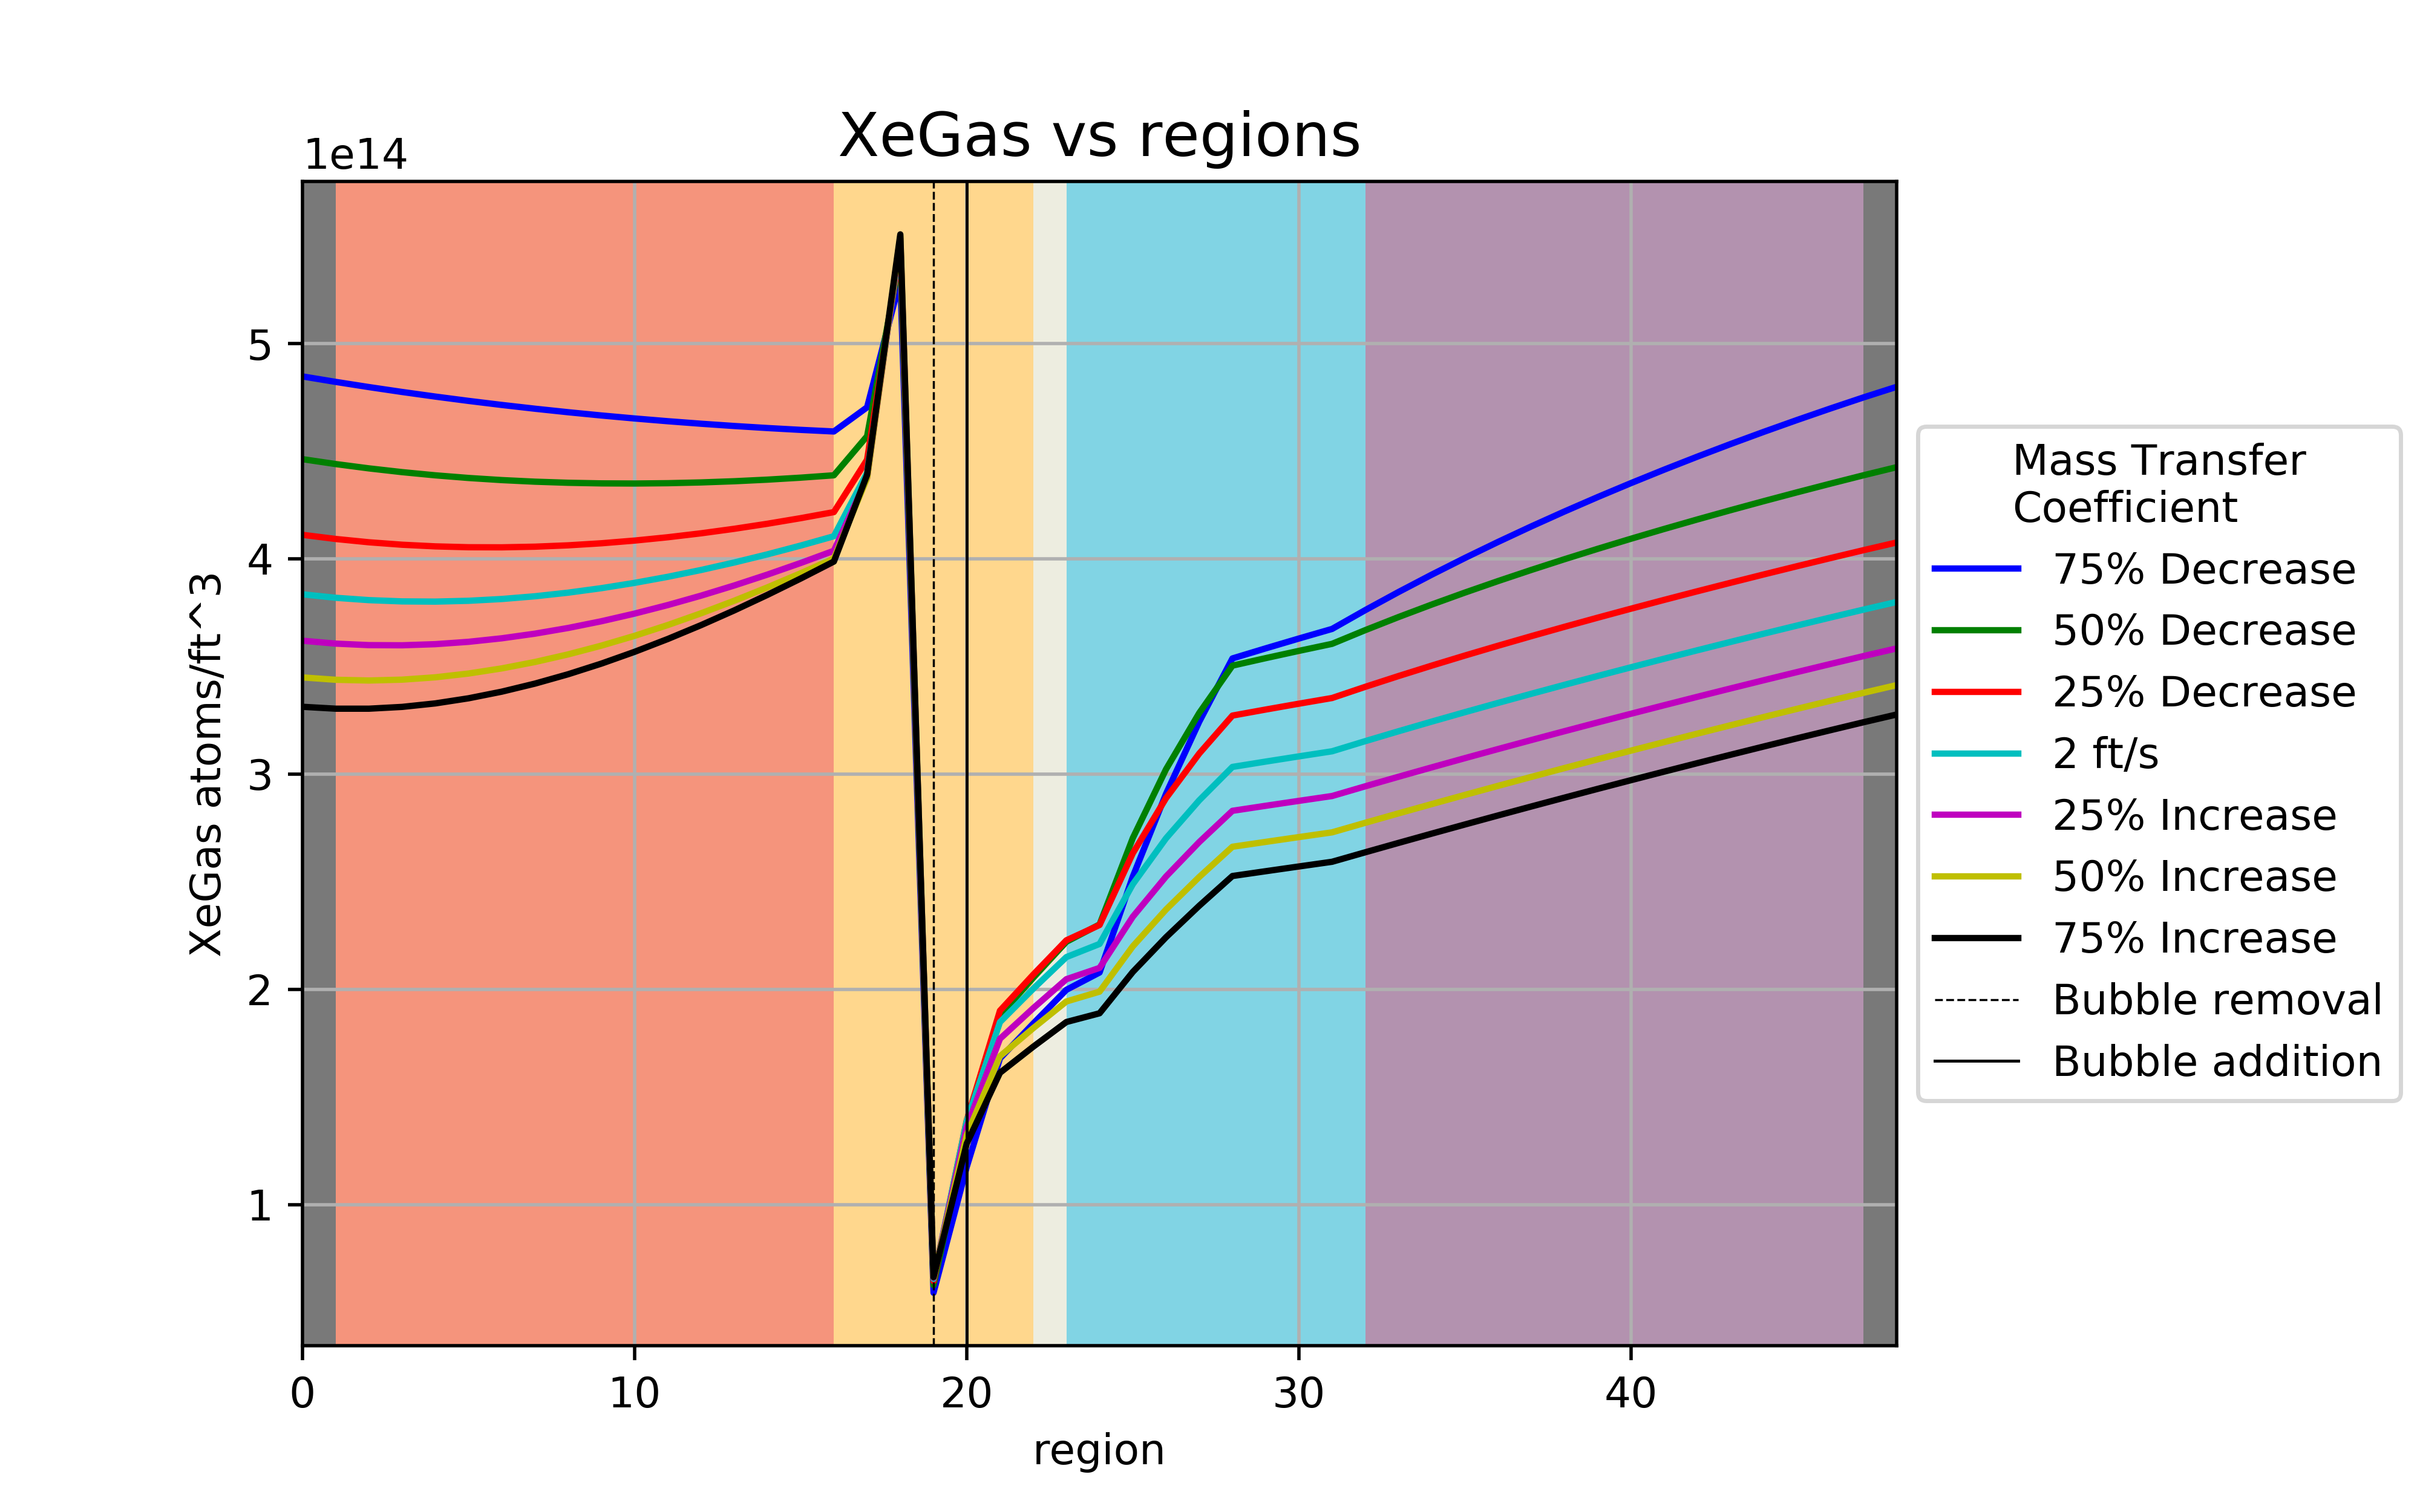 XeGas vs regions
1e14
5
4
3
2
1
XeGas atoms/ft^3
0 10 20 30 40
region
Mass Transfer
Coefficient
75% Decrease
50% Decrease
25% Decrease
2 ft/s
25% Increase
50% Increase
75% Increase
Bubble removal
Bubble addition